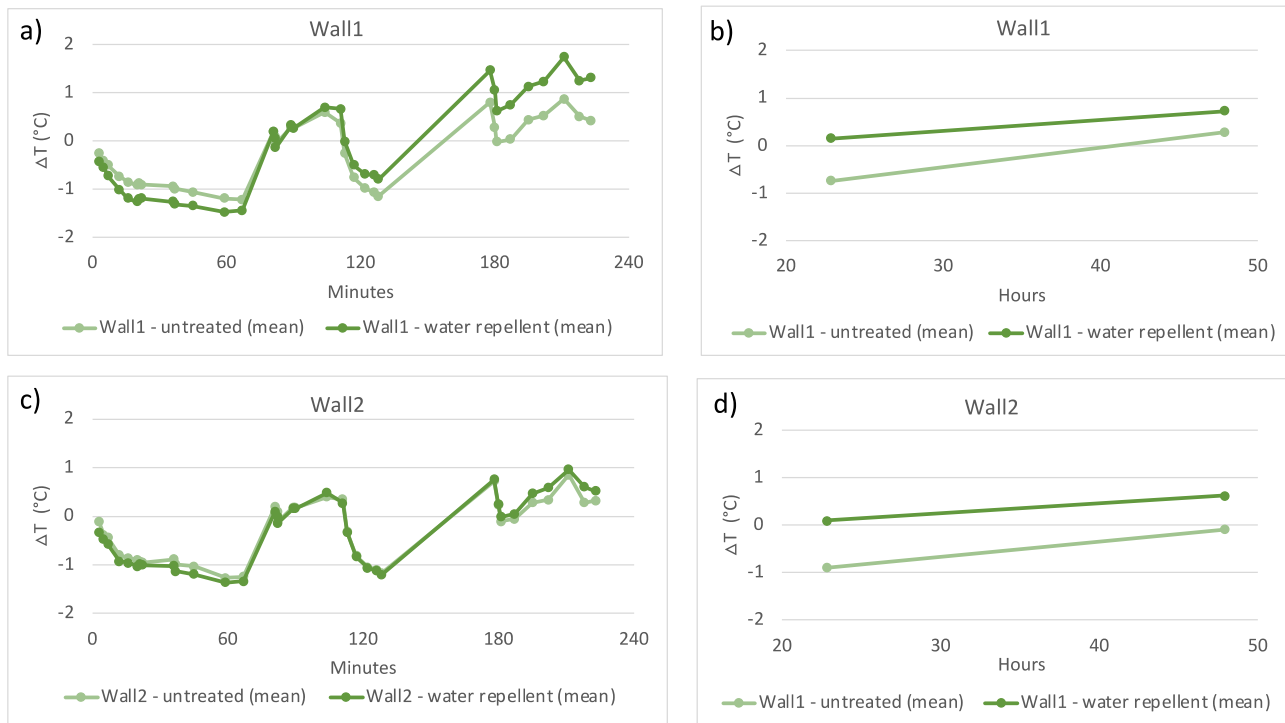 a)
Wall1
2
1
0
-1
-2
ΔT (°C)
0 60 120 180 240
Minutes
Wall1 - untreated (mean) Wall1 - water repellent (mean)
b)
Wall1
2
1
0
-1
-2
ΔT (°C)
20 30 40 50
Hours
Wall1 - untreated (mean) Wall1 - water repellent (mean)
c)
Wall2
2
1
0
-1
-2
ΔT (°C)
0 60 120 180 240
Minutes
Wall2 - untreated (mean) Wall2 - water repellent (mean)
d)
Wall2
2
1
0
-1
-2
ΔT (°C)
20 30 40 50
Hours
Wall1 - untreated (mean) Wall1 - water repellent (mean)